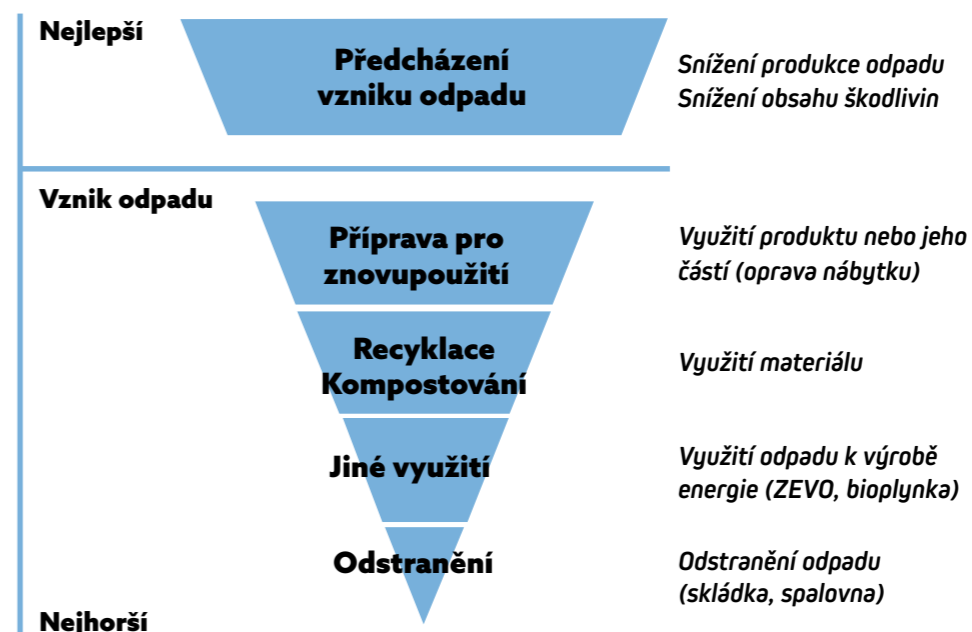 Nejlepší
Předcházení
vzniku odpadu
Snížení produkce odpadu
Snížení obsahu škodlivin
Vznik odpadu
Příprava pro
znovupoužití
Využití produktu nebo jeho
částí (oprava nábytku)
Recyklace
Kompostování
Využití materiálu
Jiné využití
Využití odpadu k výrobě
energie (ZEVO, bioplynka)
Odstranění
Odstranění odpadu
(skládka, spalovna)
Nejhorší